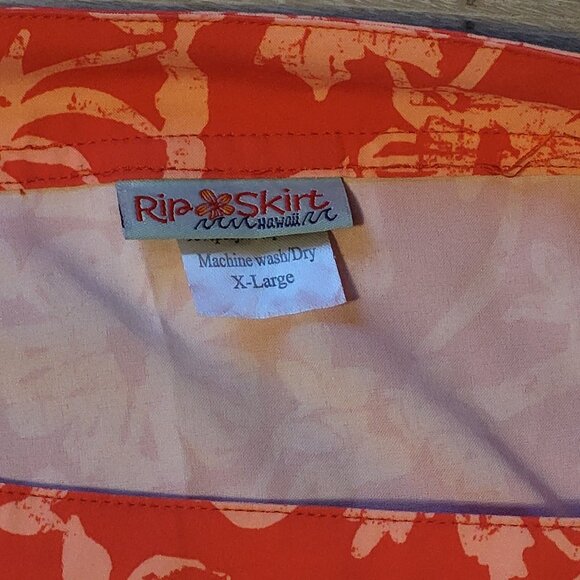 Rip Skirt
Hawaii
Machine wash/Dry
X-Large